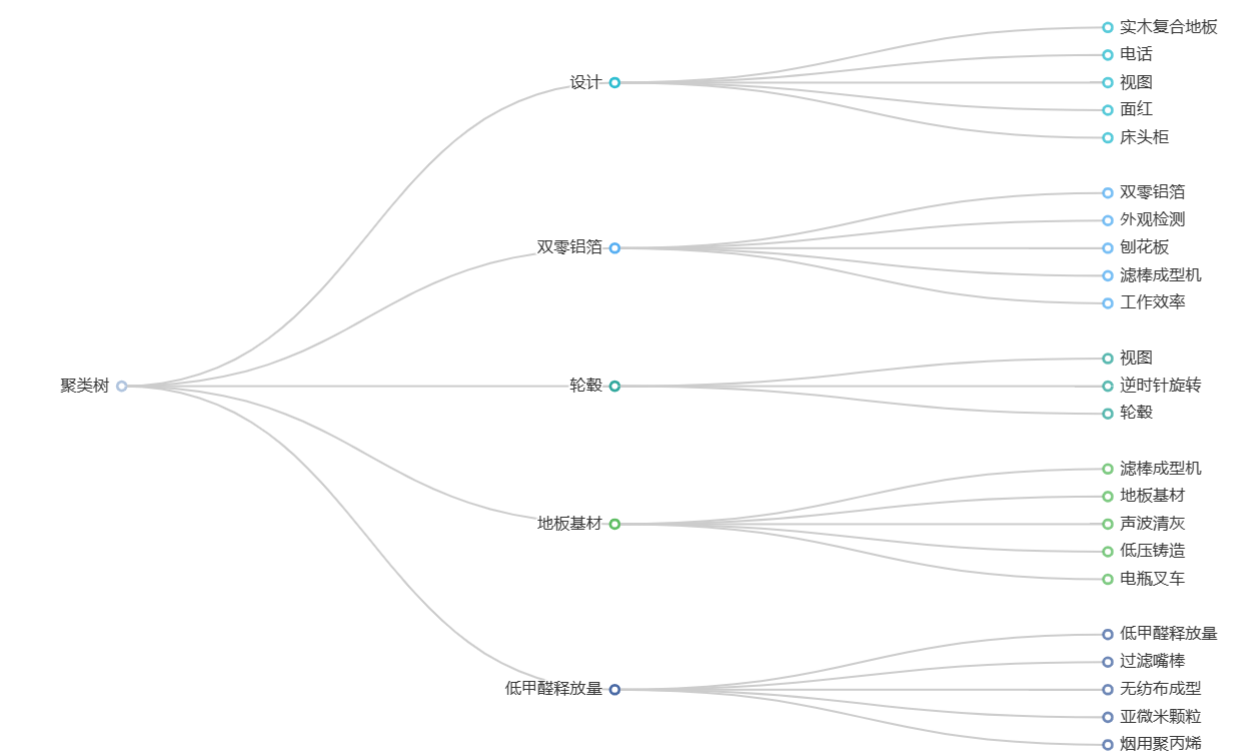 聚类树
设计
实木复合地板
电话
视图
面红
床头柜
双零铝箔
双零铝箔
外观检测
刨花板
滤棒成型机
工作效率
轮毂
视图
逆时针旋转
轮毂
地板基材
滤棒成型机
地板基材
声波清灰
低压铸造
电瓶叉车
低甲醛释放量
低甲醛释放量
过滤嘴棒
无纺布成型
亚微米颗粒
烟用聚丙烯